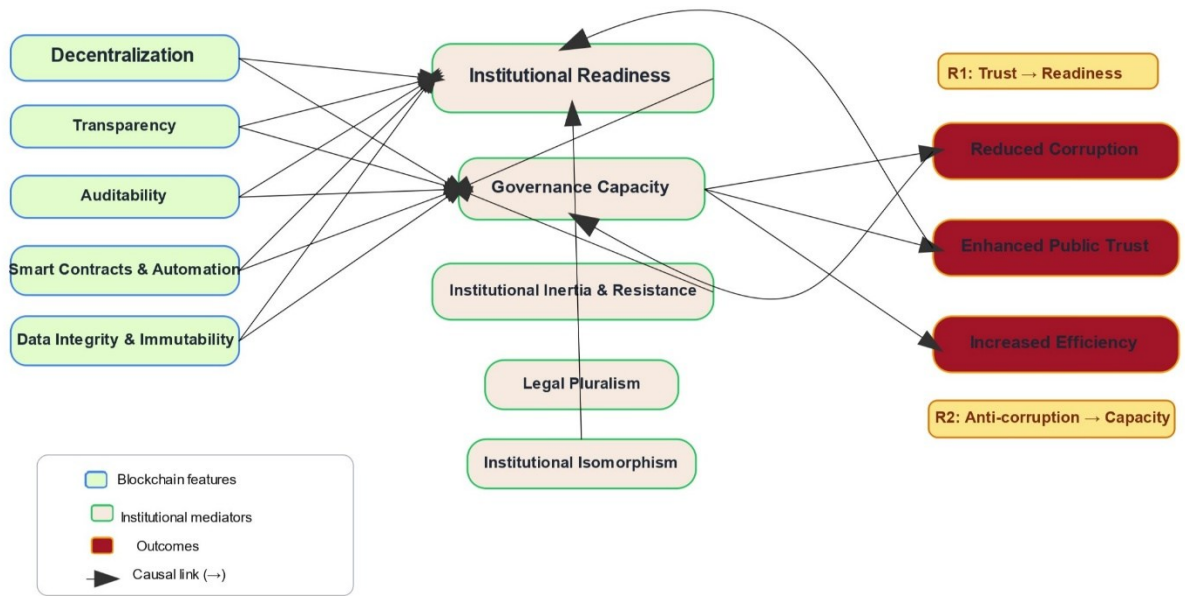 Decentralization
Transparency
Auditability
Smart Contracts & Automation
Data Integrity & Immutability
Institutional Readiness
Governance Capacity
Institutional Inertia & Resistance
Legal Pluralism
Institutional Isomorphism
R1: Trust → Readiness
Reduced Corruption
Enhanced Public Trust
Increased Efficiency
R2: Anti-corruption → Capacity
Blockchain features
Institutional mediators
Outcomes
Causal link (→)